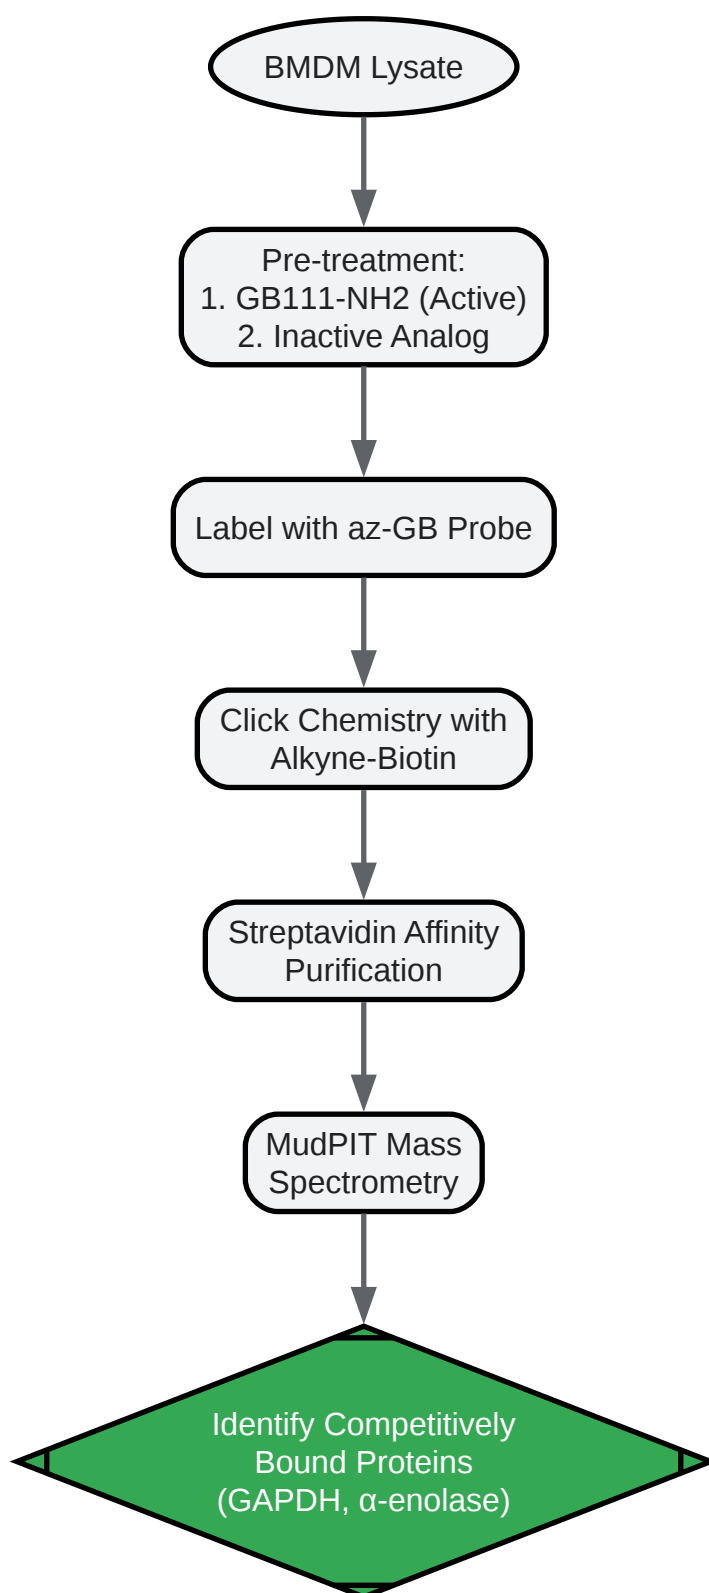 BMDM Lysate
Pre-treatment:
1. GB111-NH2 (Active)
2. Inactive Analog
Label with az-GB Probe
Click Chemistry with
Alkyne-Biotin
Streptavidin Affinity
Purification
MudPIT Mass
Spectrometry
Identify Competitively
Bound Proteins
(GAPDH, α-enolase)